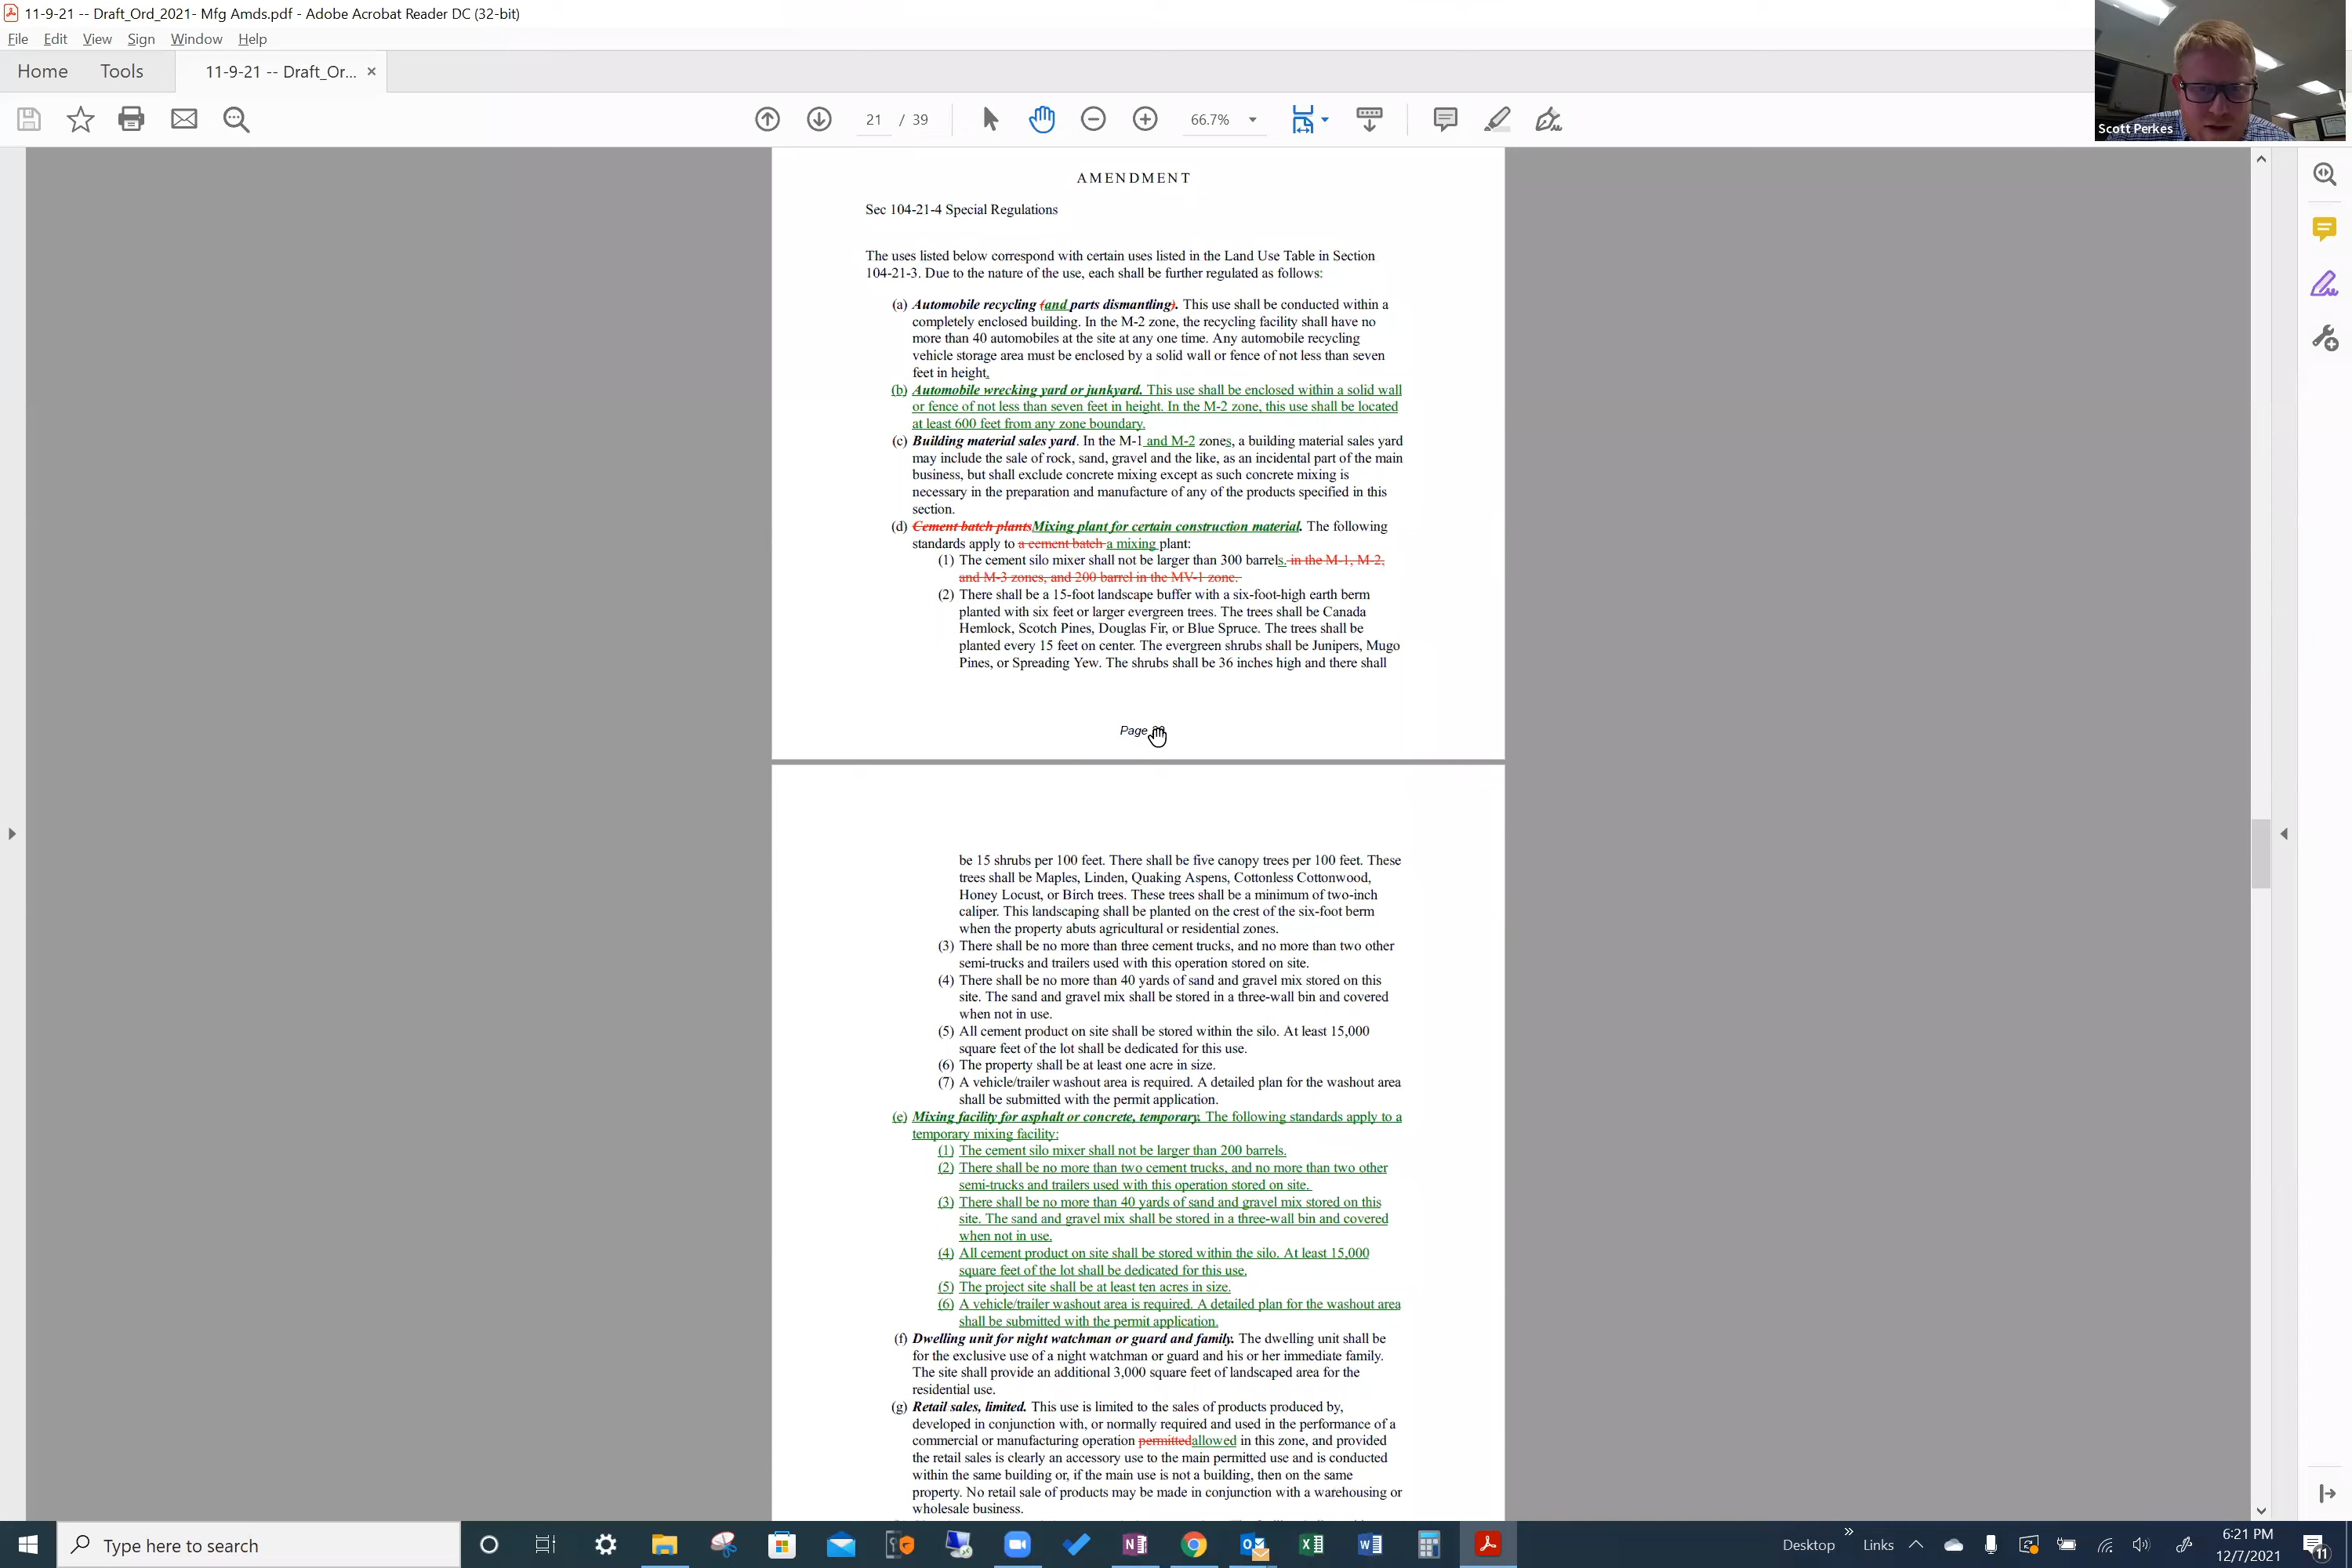 11-9-21 -- Draft_Ord_2021- Mfg Amds.pdf - Adobe Acrobat Reader DC (32-bit)
File Edit View Sign Window Help
Home Tools 11-9-21 -- Draft_Or... ×
21 / 39 66.7%
Scott Perkes
AMENDMENT
Sec 104-21-4 Special Regulations
The uses listed below correspond with certain uses listed in the Land Use Table in Section
104-21-3. Due to the nature of the use, each shall be further regulated as follows:
(a) Automobile recycling (and parts dismantling). This use shall be conducted within a
completely enclosed building. In the M-2 zone, the recycling facility shall have no
more than 40 automobiles at the site at any one time. Any automobile recycling
vehicle storage area must be enclosed by a solid wall or fence of not less than seven
feet in height.
(b) Automobile wrecking yard or junkyard. This use shall be enclosed within a solid wall
or fence of not less than seven feet in height. In the M-2 zone, this use shall be located
at least 600 feet from any zone boundary.
(c) Building material sales yard. In the M-1 and M-2 zones, a building material sales yard
may include the sale of rock, sand, gravel and the like, as an incidental part of the main
business, but shall exclude concrete mixing except as such concrete mixing is
necessary in the preparation and manufacture of any of the products specified in this
section.
(d) Cement batch plantsMixing plant for certain construction material. The following
standards apply to a cement batch a mixing plant:
(1) The cement silo mixer shall not be larger than 300 barrels. in the M-1, M-2,
and M-3 zones, and 200 barrel in the MV-1 zone.
(2) There shall be a 15-foot landscape buffer with a six-foot-high earth berm
planted with six feet or larger evergreen trees. The trees shall be Canada
Hemlock, Scotch Pines, Douglas Fir, or Blue Spruce. The trees shall be
planted every 15 feet on center. The evergreen shrubs shall be Junipers, Mugo
Pines, or Spreading Yew. The shrubs shall be 36 inches high and there shall
Page
be 15 shrubs per 100 feet. There shall be five canopy trees per 100 feet. These
trees shall be Maples, Linden, Quaking Aspens, Cottonless Cottonwood,
Honey Locust, or Birch trees. These trees shall be a minimum of two-inch
caliper. This landscaping shall be planted on the crest of the six-foot berm
when the property abuts agricultural or residential zones.
(3) There shall be no more than three cement trucks, and no more than two other
semi-trucks and trailers used with this operation stored on site.
(4) There shall be no more than 40 yards of sand and gravel mix stored on this
site. The sand and gravel mix shall be stored in a three-wall bin and covered
when not in use.
(5) All cement product on site shall be stored within the silo. At least 15,000
square feet of the lot shall be dedicated for this use.
(6) The property shall be at least one acre in size.
(7) A vehicle/trailer washout area is required. A detailed plan for the washout area
shall be submitted with the permit application.
(e) Mixing facility for asphalt or concrete, temporary. The following standards apply to a
temporary mixing facility:
(1) The cement silo mixer shall not be larger than 200 barrels.
(2) There shall be no more than two cement trucks, and no more than two other
semi-trucks and trailers used with this operation stored on site.
(3) There shall be no more than 40 yards of sand and gravel mix stored on this
site. The sand and gravel mix shall be stored in a three-wall bin and covered
when not in use.
(4) All cement product on site shall be stored within the silo. At least 15,000
square feet of the lot shall be dedicated for this use.
(5) The project site shall be at least ten acres in size.
(6) A vehicle/trailer washout area is required. A detailed plan for the washout area
shall be submitted with the permit application.
(f) Dwelling unit for night watchman or guard and family. The dwelling unit shall be
for the exclusive use of a night watchman or guard and his or her immediate family.
The site shall provide an additional 3,000 square feet of landscaped area for the
residential use.
(g) Retail sales, limited. This use is limited to the sales of products produced by,
developed in conjunction with, or normally required and used in the performance of a
commercial or manufacturing operation permittedallowed in this zone, and provided
the retail sales is clearly an accessory use to the main permitted use and is conducted
within the same building or, if the main use is not a building, then on the same
property. No retail sale of products may be made in conjunction with a warehousing or
wholesale business.
Type here to search
Desktop » Links
6:21 PM
12/7/2021
11